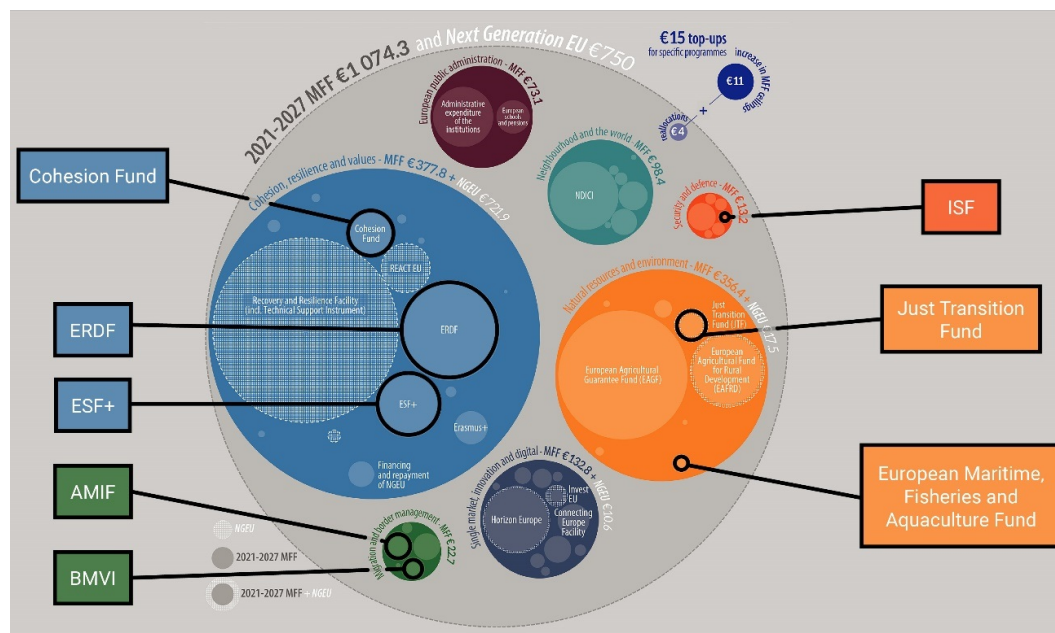 2021-2027 MFF €1 074.3 and Next Generation EU €750
€15 top-ups
for specific programmes
increase in MFF ceilings
€11
+
reallocations
€4
European public administration - MFF €73.1
Administrative
expenditure
of the
institutions
European
schools
and pensions
Neighbourhood and the world - MFF €98.4
NDICI
Security and defence - MFF €13.2
ISF
Cohesion Fund
Cohesion, resilience and values - MFF €377.8 + NGEU €721.9
Cohesion
Fund
REACT EU
Recovery and Resilience Facility
(incl. Technical Support Instrument)
ERDF
ERDF
ESF+
ESF+
Erasmus+
Financing
and repayment
of NGEU
Natural resources and environment - MFF €356.4 + NGEU €17.5
Just
Transition
Fund (JTF)
European Agricultural
Guarantee Fund (EAGF)
European
Agricultural Fund
for Rural
Development
(EAFRD)
Just Transition
Fund
European Maritime,
Fisheries and
Aquaculture Fund
Single market, innovation and digital - MFF €132.8 + NGEU €10.6
Horizon Europe
Invest
EU
Connecting
Europe
Facility
AMIF
BMVI
Migration and border management - MFF €22.7
NGEU
2021-2027 MFF
2021-2027 MFF + NGEU